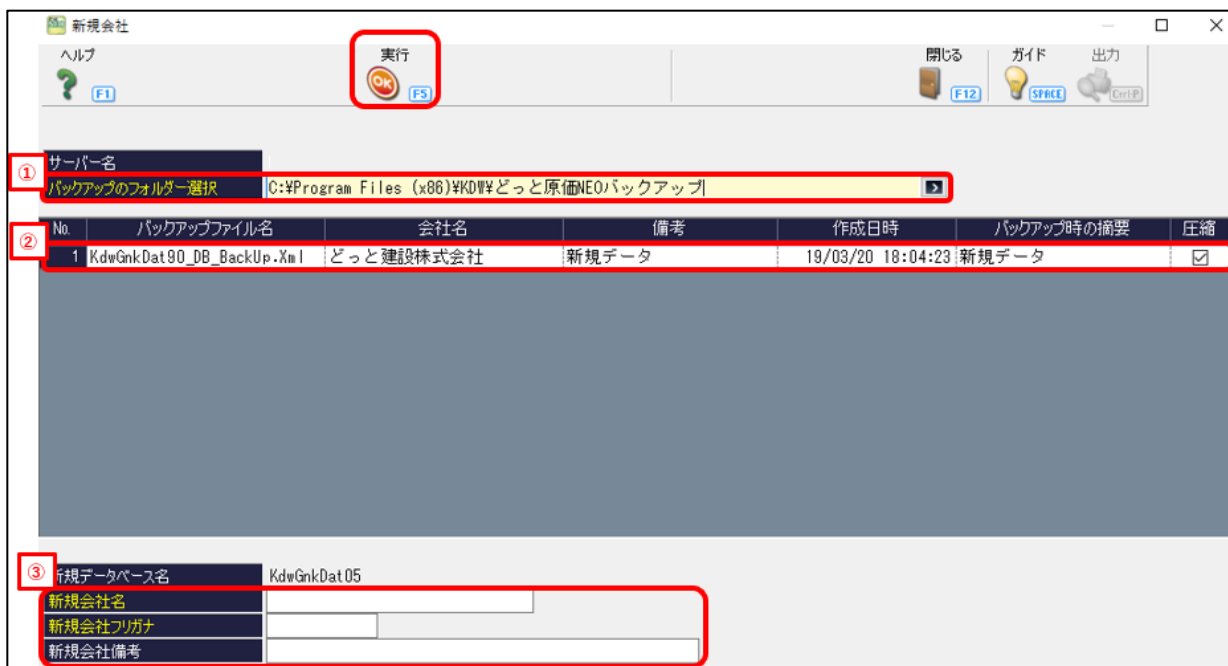 新規会社
ヘルプ 実行 閉じる ガイド 出力
F1 OK F5 F12 SPACE Ctrl-P
① サーバー名
バックアップのフォルダー選択 C:¥Program Files (x86)¥KDW¥どっと原価NEOバックアップ
② No. バックアップファイル名 会社名 備考 作成日時 バックアップ時の摘要 圧縮
1 KdwGnkDat90_DB_BackUp.Xml どっと建設株式会社 新規データ 19/03/20 18:04:23 新規データ
③ 新規データベース名 KdwGnkDat05
新規会社名
新規会社フリガナ
新規会社備考